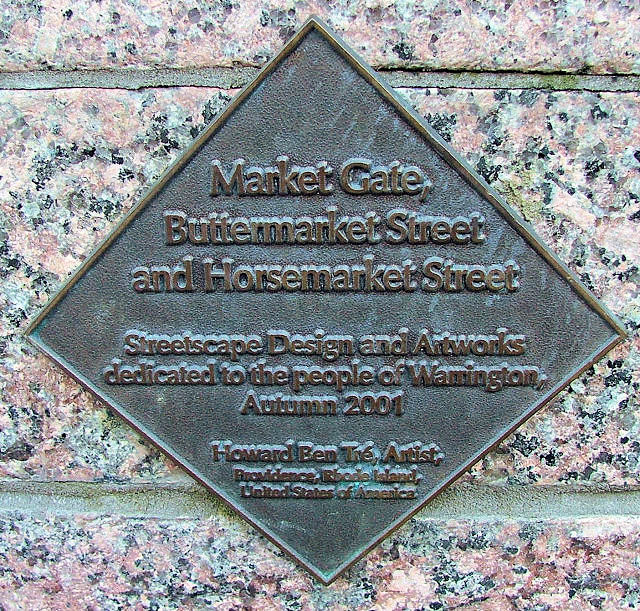 Market Gate,
Buttermarket Street
and Horsemarket Street
Streetscape Design and Artworks
dedicated to the people of Warrington,
Autumn 2001
Howard Ben Tré, Artist,
Providence, Rhode Island,
United States of America